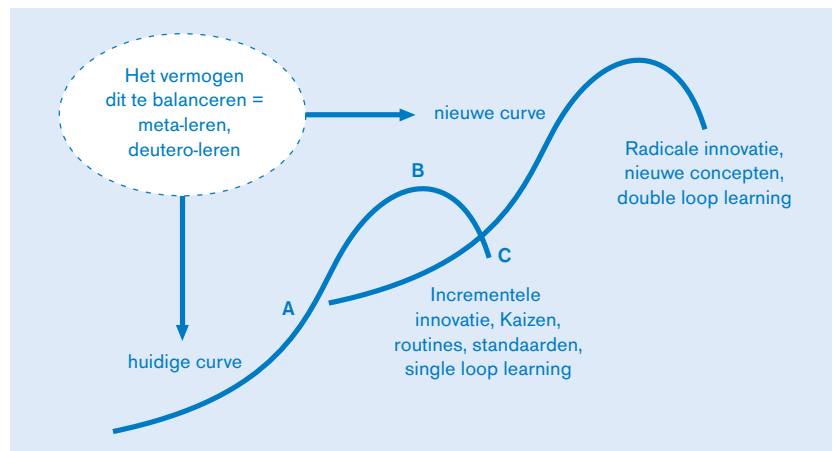 Het vermogen
dit te balanceren =
meta-leren,
deutero-leren
nieuwe curve
Radicale innovatie,
nieuwe concepten,
double loop learning
B
C
A
Incrementele
innovatie, Kaizen,
routines, standaarden,
single loop learning
huidige curve